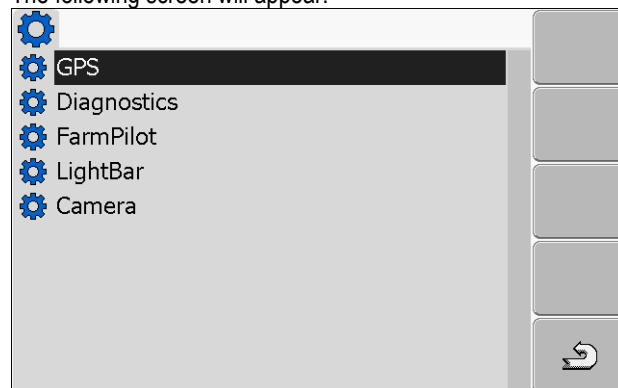 The following screen will appear:
GPS
Diagnostics
FarmPilot
LightBar
Camera